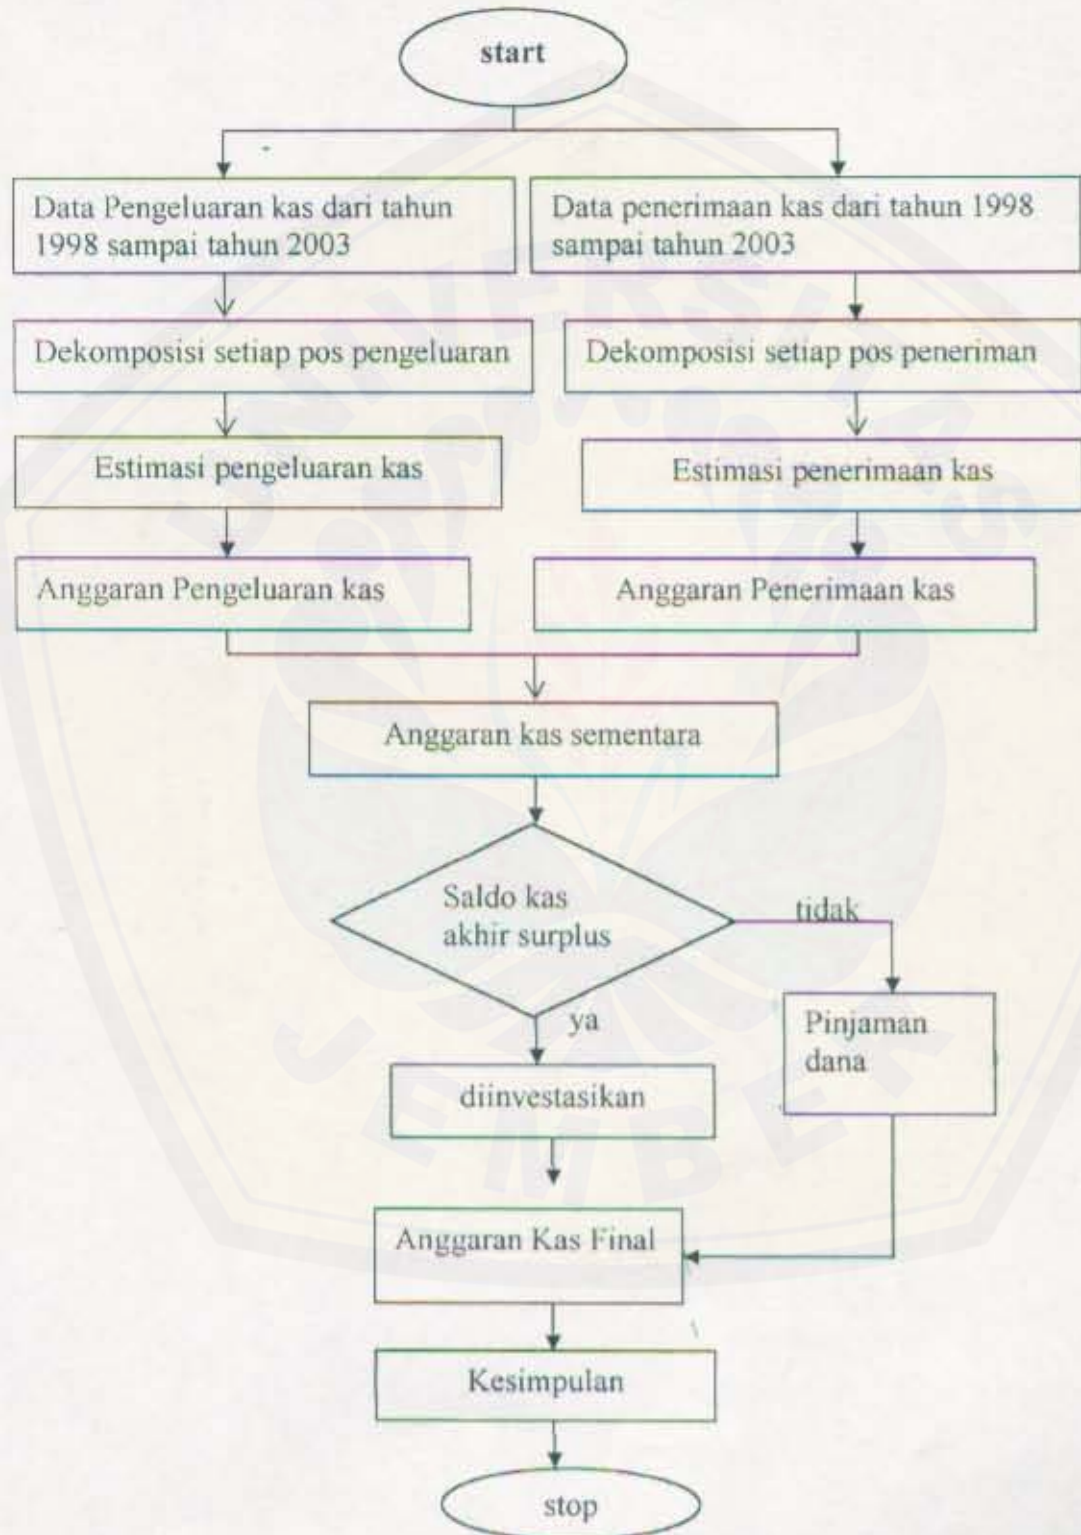 start
Data Pengeluaran kas dari tahun
1998 sampai tahun 2003
Data penerimaan kas dari tahun 1998
sampai tahun 2003
Dekomposisi setiap pos pengeluaran
Dekomposisi setiap pos peneriman
Estimasi pengeluaran kas
Estimasi penerimaan kas
Anggaran Pengeluaran kas
Anggaran Penerimaan kas
Anggaran kas sementara
Saldo kas
akhir surplus
tidak
ya
Pinjaman
dana
diinvestasikan
Anggaran Kas Final
Kesimpulan
stop
UNIVERSITAS
JEMBER